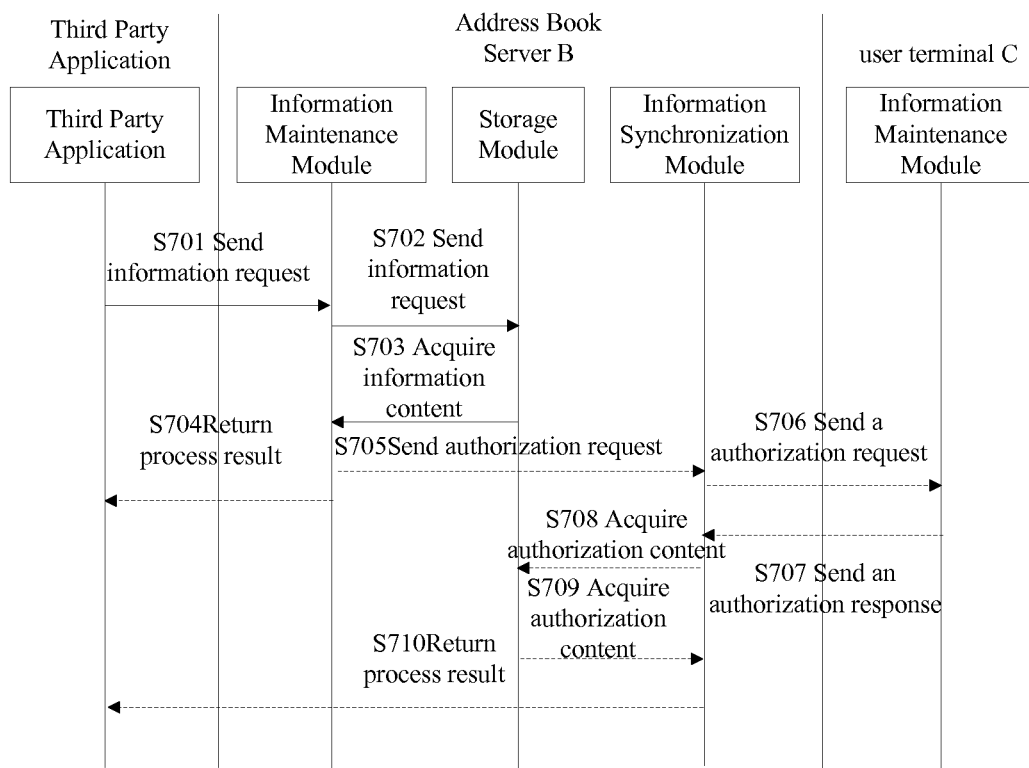 Third Party
Application
Address Book
Server B
user terminal C
Third Party
Application
Information
Maintenance
Module
Storage
Module
Information
Synchronization
Module
Information
Maintenance
Module
S701 Send
information request
S702 Send
information
request
S703 Acquire
information
content
S704Return
process result
S705Send authorization request
S706 Send a
authorization request
S708 Acquire
authorization content
S707 Send an
authorization response
S709 Acquire
authorization
content
S710Return
process result